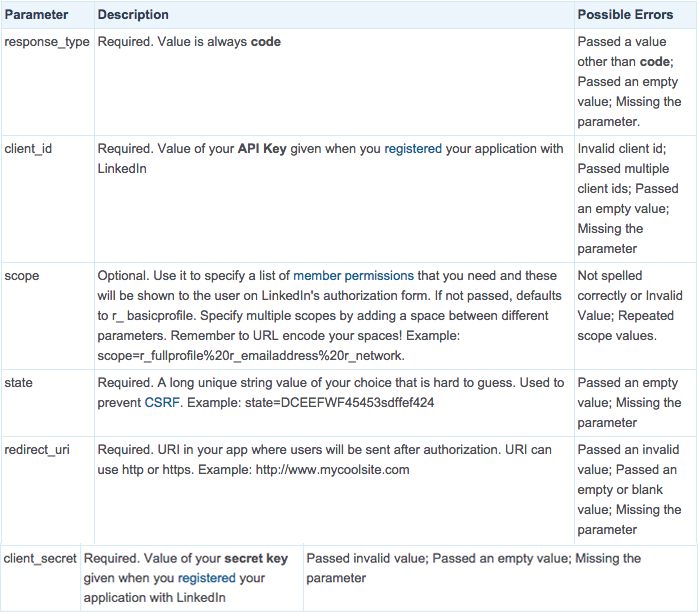 Parameter Description Possible Errors
response_type Required. Value is always code Passed a value
other than code;
Passed an empty
value; Missing the
parameter.
client_id Required. Value of your API Key given when you registered your application with Invalid client id;
LinkedIn Passed multiple
client ids; Passed
an empty value;
Missing the
parameter
scope Optional. Use it to specify a list of member permissions that you need and these Not spelled
will be shown to the user on LinkedIn's authorization form. If not passed, defaults correctly or Invalid
to r_ basicprofile. Specify multiple scopes by adding a space between different Value; Repeated
parameters. Remember to URL encode your spaces! Example: scope values.
scope=r_fullprofile%20r_emailaddress%20r_network.
state Required. A long unique string value of your choice that is hard to guess. Used to Passed an empty
prevent CSRF. Example: state=DCEEFWF45453sdffef424 value; Missing the
parameter
redirect_uri Required. URI in your app where users will be sent after authorization. URI can Passed an invalid
use http or https. Example: http://www.mycoolsite.com value; Passed an
empty or blank
value; Missing the
parameter
client_secret Required. Value of your secret key Passed invalid value; Passed an empty value; Missing the
given when you registered your parameter
application with LinkedIn